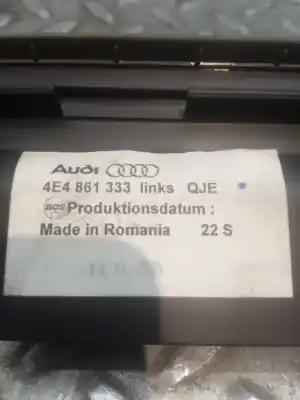 Audi
4E4 861 333 links QJE
BOS Produktionsdatum :
Made in Romania 22 S